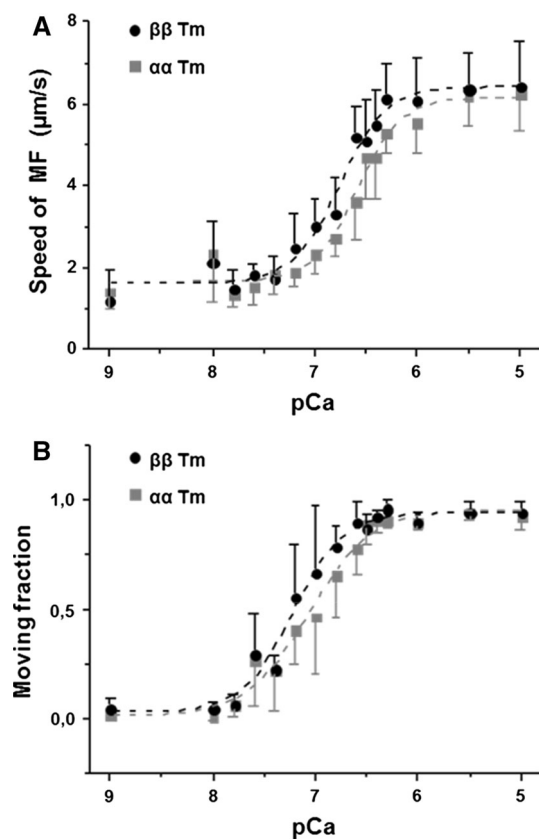 A
ββ Tm
αα Tm
Speed of MF (μm/s)
8
6
4
2
0
9 8 7 6 5
pCa
B
ββ Tm
αα Tm
Moving fraction
1,0
0,5
0,0
9 8 7 6 5
pCa